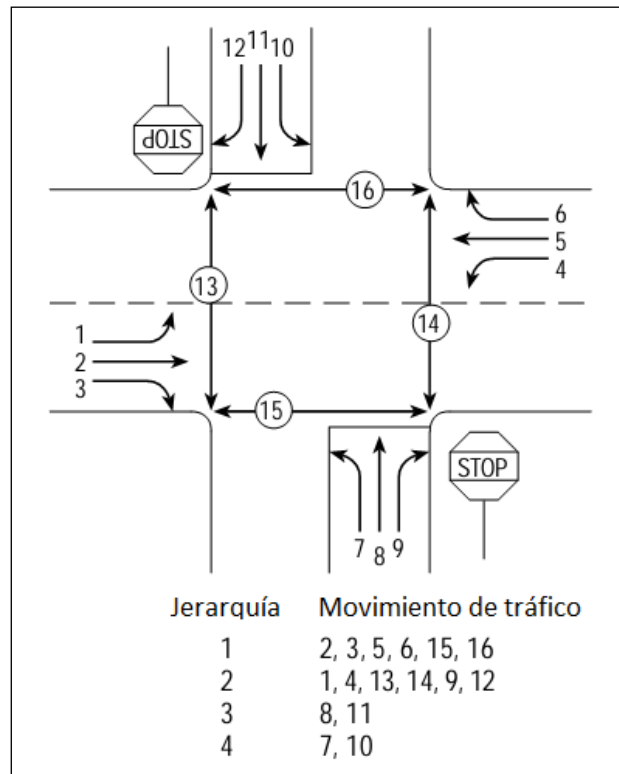 12 11 10
STOP
16
6
5
4
13
14
1
2
3
15
STOP
7 8 9
Jerarquía Movimiento de tráfico
1 2, 3, 5, 6, 15, 16
2 1, 4, 13, 14, 9, 12
3 8, 11
4 7, 10